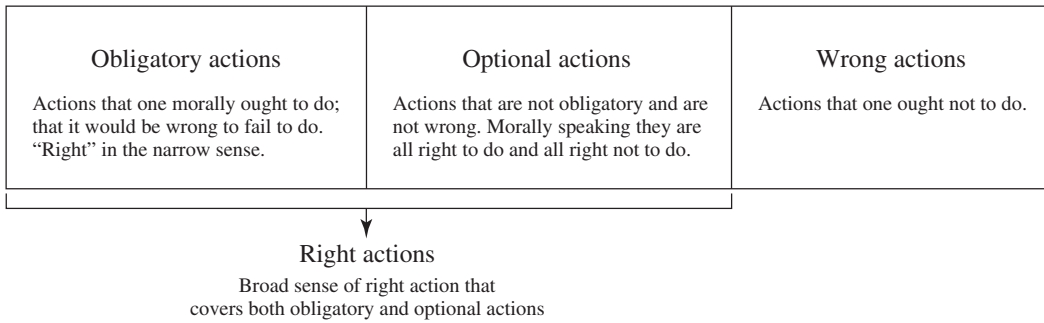 Obligatory actions
Actions that one morally ought to do;
that it would be wrong to fail to do.
“Right” in the narrow sense.
Optional actions
Actions that are not obligatory and are
not wrong. Morally speaking they are
all right to do and all right not to do.
Wrong actions
Actions that one ought not to do.
Right actions
Broad sense of right action that
covers both obligatory and optional actions